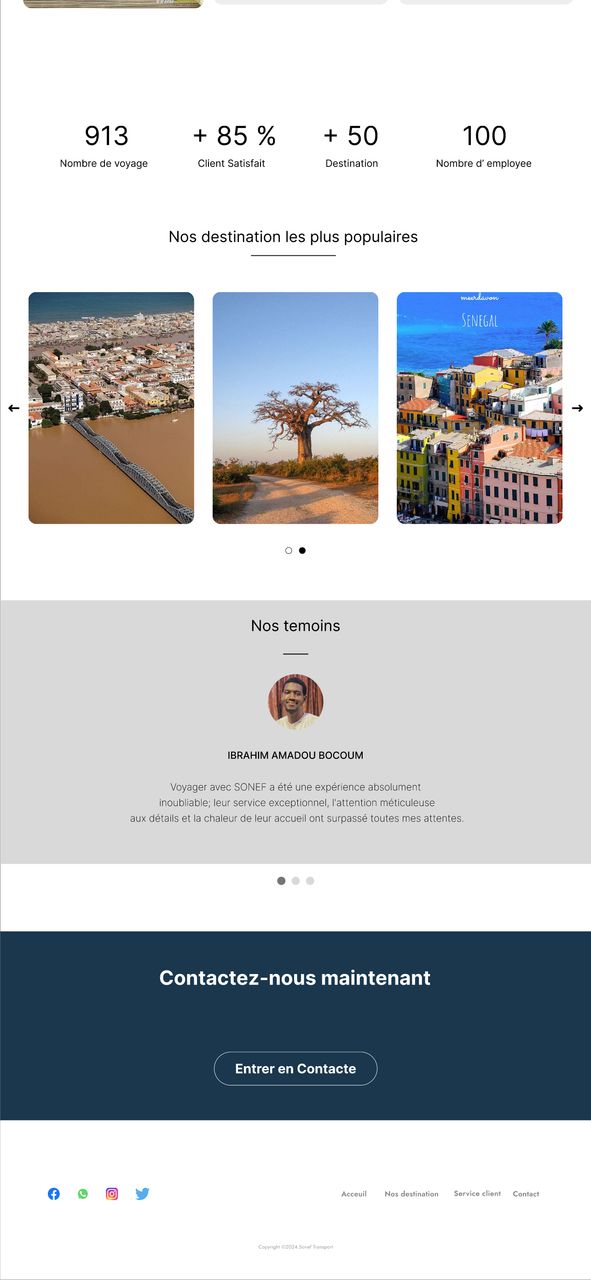 913
+ 85 %
+ 50
100
Nombre de voyage
Client Satisfait
Destination
Nombre d' employee
Nos destination les plus populaires
meerdavon
SENEGAL
Nos temoins
IBRAHIM AMADOU BOCOUM
Voyager avec SONEF a été une expérience absolument
inoubliable; leur service exceptionnel, l'attention méticuleuse
aux détails et la chaleur de leur accueil ont surpassé toutes mes attentes.
Contactez-nous maintenant
Entrer en Contacte
Acceuil
Nos destination
Service client
Contact
Copyright ©2024 Sonef Transport